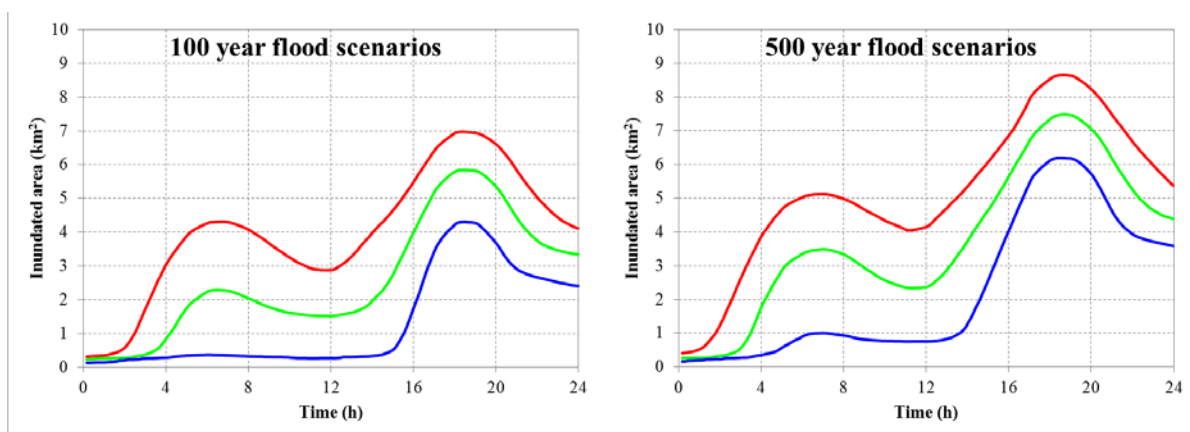 100 year flood scenarios
Inundated area (km²)
10
9
8
7
6
5
4
3
2
1
0
0 4 8 12 16 20 24
Time (h)
500 year flood scenarios
Inundated area (km²)
10
9
8
7
6
5
4
3
2
1
0
0 4 8 12 16 20 24
Time (h)